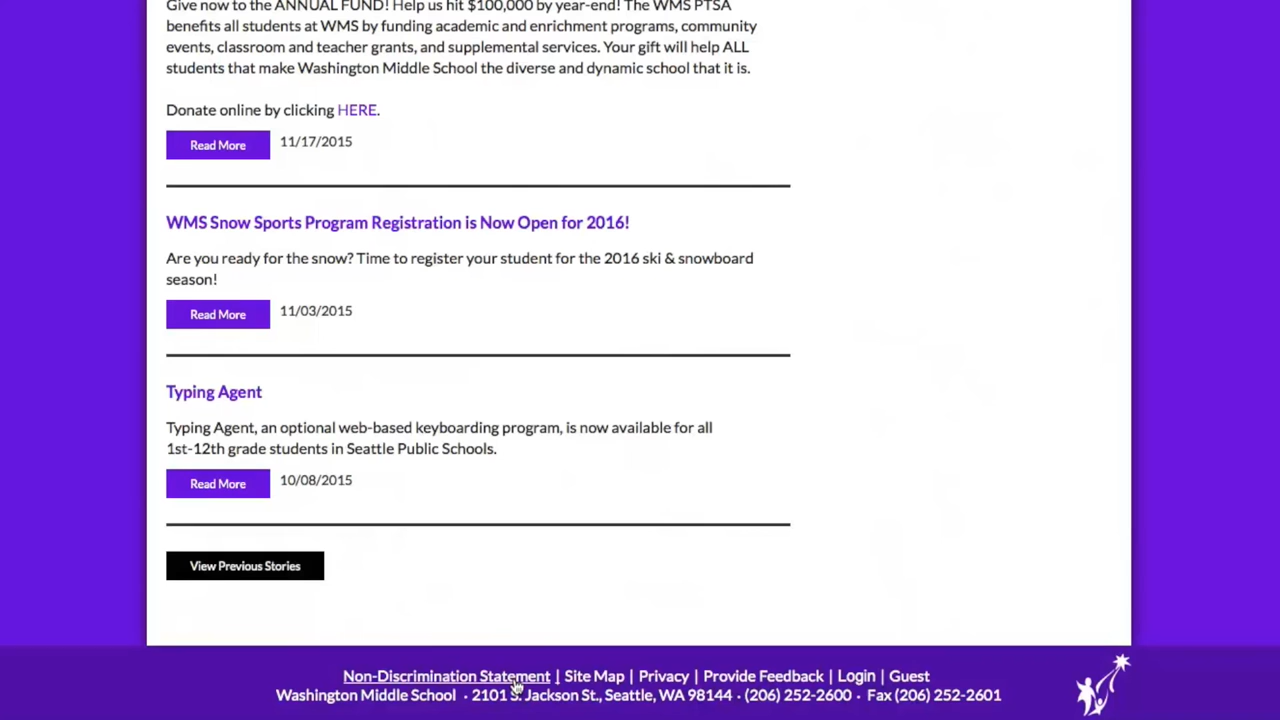 Give now to the ANNUAL FUND! Help us hit $100,000 by year-end! The WMS PTSA
benefits all students at WMS by funding academic and enrichment programs, community
events, classroom and teacher grants, and supplemental services. Your gift will help ALL
students that make Washington Middle School the diverse and dynamic school that it is.
Donate online by clicking HERE.
Read More 11/17/2015
WMS Snow Sports Program Registration is Now Open for 2016!
Are you ready for the snow? Time to register your student for the 2016 ski & snowboard
season!
Read More 11/03/2015
Typing Agent
Typing Agent, an optional web-based keyboarding program, is now available for all
1st-12th grade students in Seattle Public Schools.
Read More 10/08/2015
View Previous Stories
Non-Discrimination Statement | Site Map | Privacy | Provide Feedback | Login | Guest
Washington Middle School · 2101 S. Jackson St., Seattle, WA 98144 · (206) 252-2600 · Fax (206) 252-2601